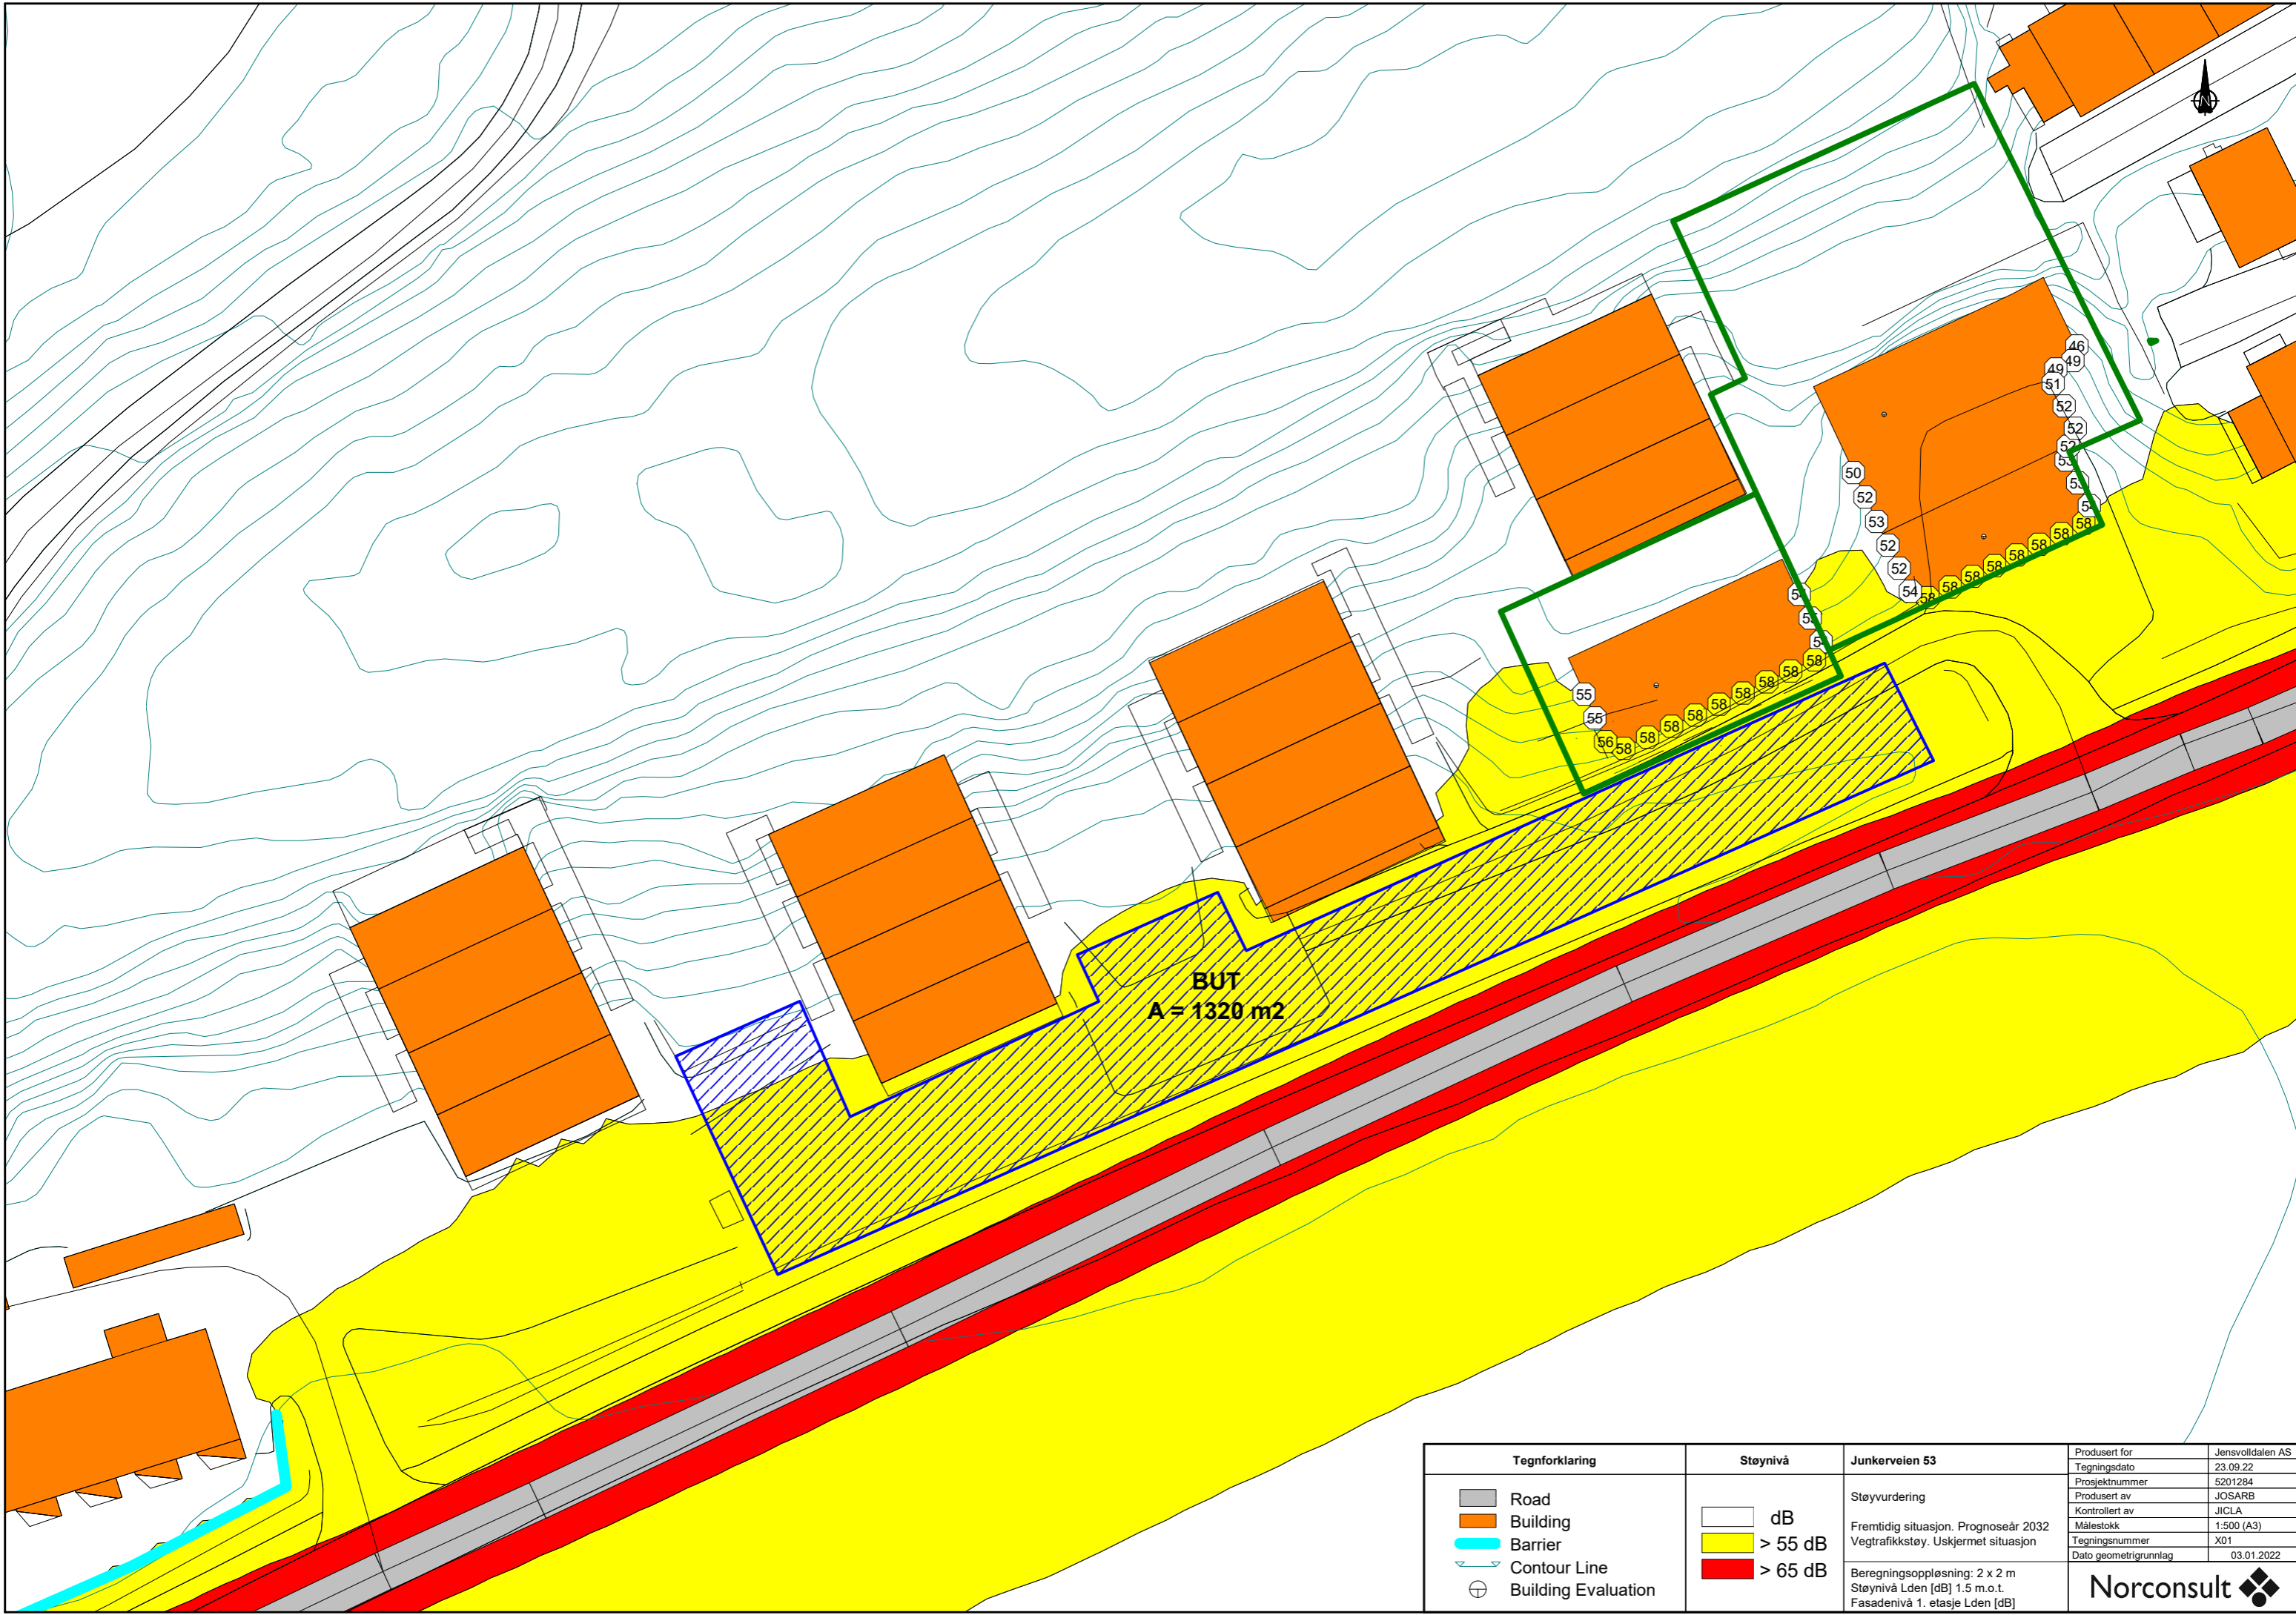 N
46
49
49
51
52
52
52
53
53
54
50
52
53
52
52
54
58
58
58
58
58
58
58
58
54
55
54
58
58
58
58
58
58
58
58
58
56
55
55
BUT
A = 1320 m2
Tegnforklaring
Road
Building
Barrier
Contour Line
Building Evaluation
Støynivå
dB
> 55 dB
> 65 dB
Junkerveien 53
Støyvurdering
Fremtidig situasjon. Prognoseår 2032
Vegtrafikkstøy. Uskjermet situasjon
Beregningsoppløsning: 2 x 2 m
Støynivå Lden [dB] 1.5 m.o.t.
Fasadenivå 1. etasje Lden [dB]
Produsert for Jensvolldalen AS
Tegningsdato 23.09.22
Prosjektnummer 5201284
Produsert av JOSARB
Kontrollert av JICLA
Målestokk 1:500 (A3)
Tegningsnummer X01
Dato geometrigrunnlag 03.01.2022
Norconsult